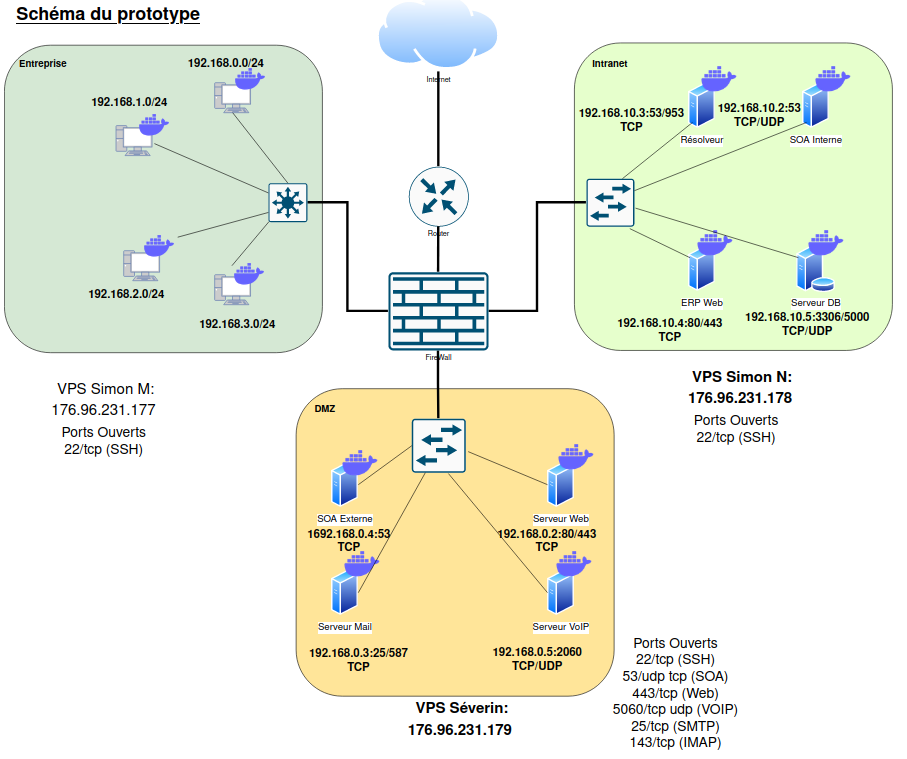 Schéma du prototype
Entreprise
192.168.0.0/24
192.168.1.0/24
192.168.2.0/24
192.168.3.0/24
VPS Simon M:
176.96.231.177
Ports Ouverts
22/tcp (SSH)
Internet
Router
FireWall
Intranet
192.168.10.3:53/953
TCP
Résolveur
192.168.10.2:53
TCP/UDP
SOA Interne
ERP Web
192.168.10.4:80/443
TCP
Serveur DB
192.168.10.5:3306/5000
TCP/UDP
VPS Simon N:
176.96.231.178
Ports Ouverts
22/tcp (SSH)
DMZ
SOA Externe
1692.168.0.4:53
TCP
Serveur Web
192.168.0.2:80/443
TCP
Serveur Mail
192.168.0.3:25/587
TCP
Serveur VoIP
192.168.0.5:2060
TCP/UDP
VPS Séverin:
176.96.231.179
Ports Ouverts
22/tcp (SSH)
53/udp tcp (SOA)
443/tcp (Web)
5060/tcp udp (VOIP)
25/tcp (SMTP)
143/tcp (IMAP)